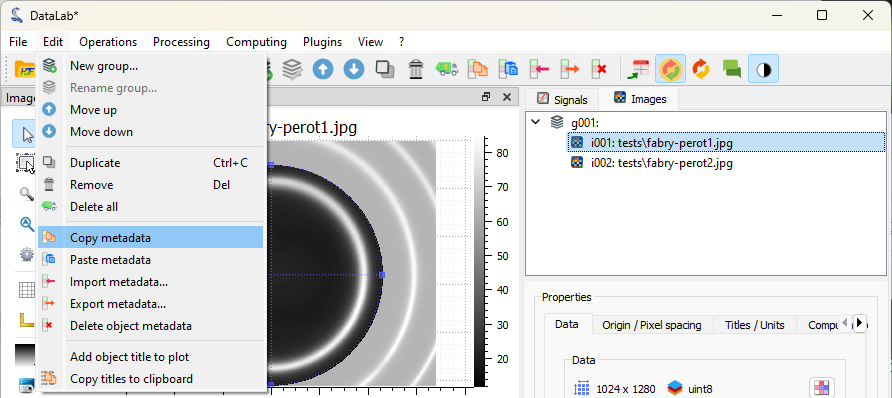 DataLab*
File Edit Operations Processing Computing Plugins View ?
New group...
Rename group...
Move up
Move down
Duplicate Ctrl+C
Remove Del
Delete all
Copy metadata
Paste metadata
Import metadata...
Export metadata...
Delete object metadata
Add object title to plot
Copy titles to clipboard
Imag
y-perot1.jpg
80
70
60
50
40
30
20
Signals Images
g001:
i001: tests\fabry-perot1.jpg
i002: tests\fabry-perot2.jpg
Properties
Data Origin / Pixel spacing Titles / Units
Data
1024 x 1280 uint8